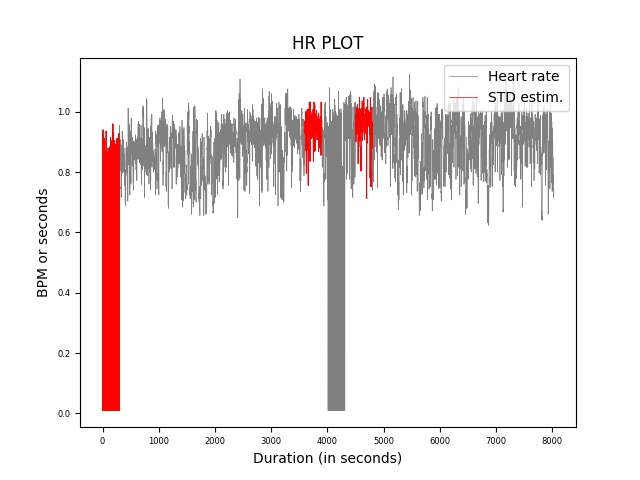 HR PLOT
Heart rate
STD estim.
BPM or seconds
1.0
0.8
0.6
0.4
0.2
0.0
0 1000 2000 3000 4000 5000 6000 7000 8000
Duration (in seconds)